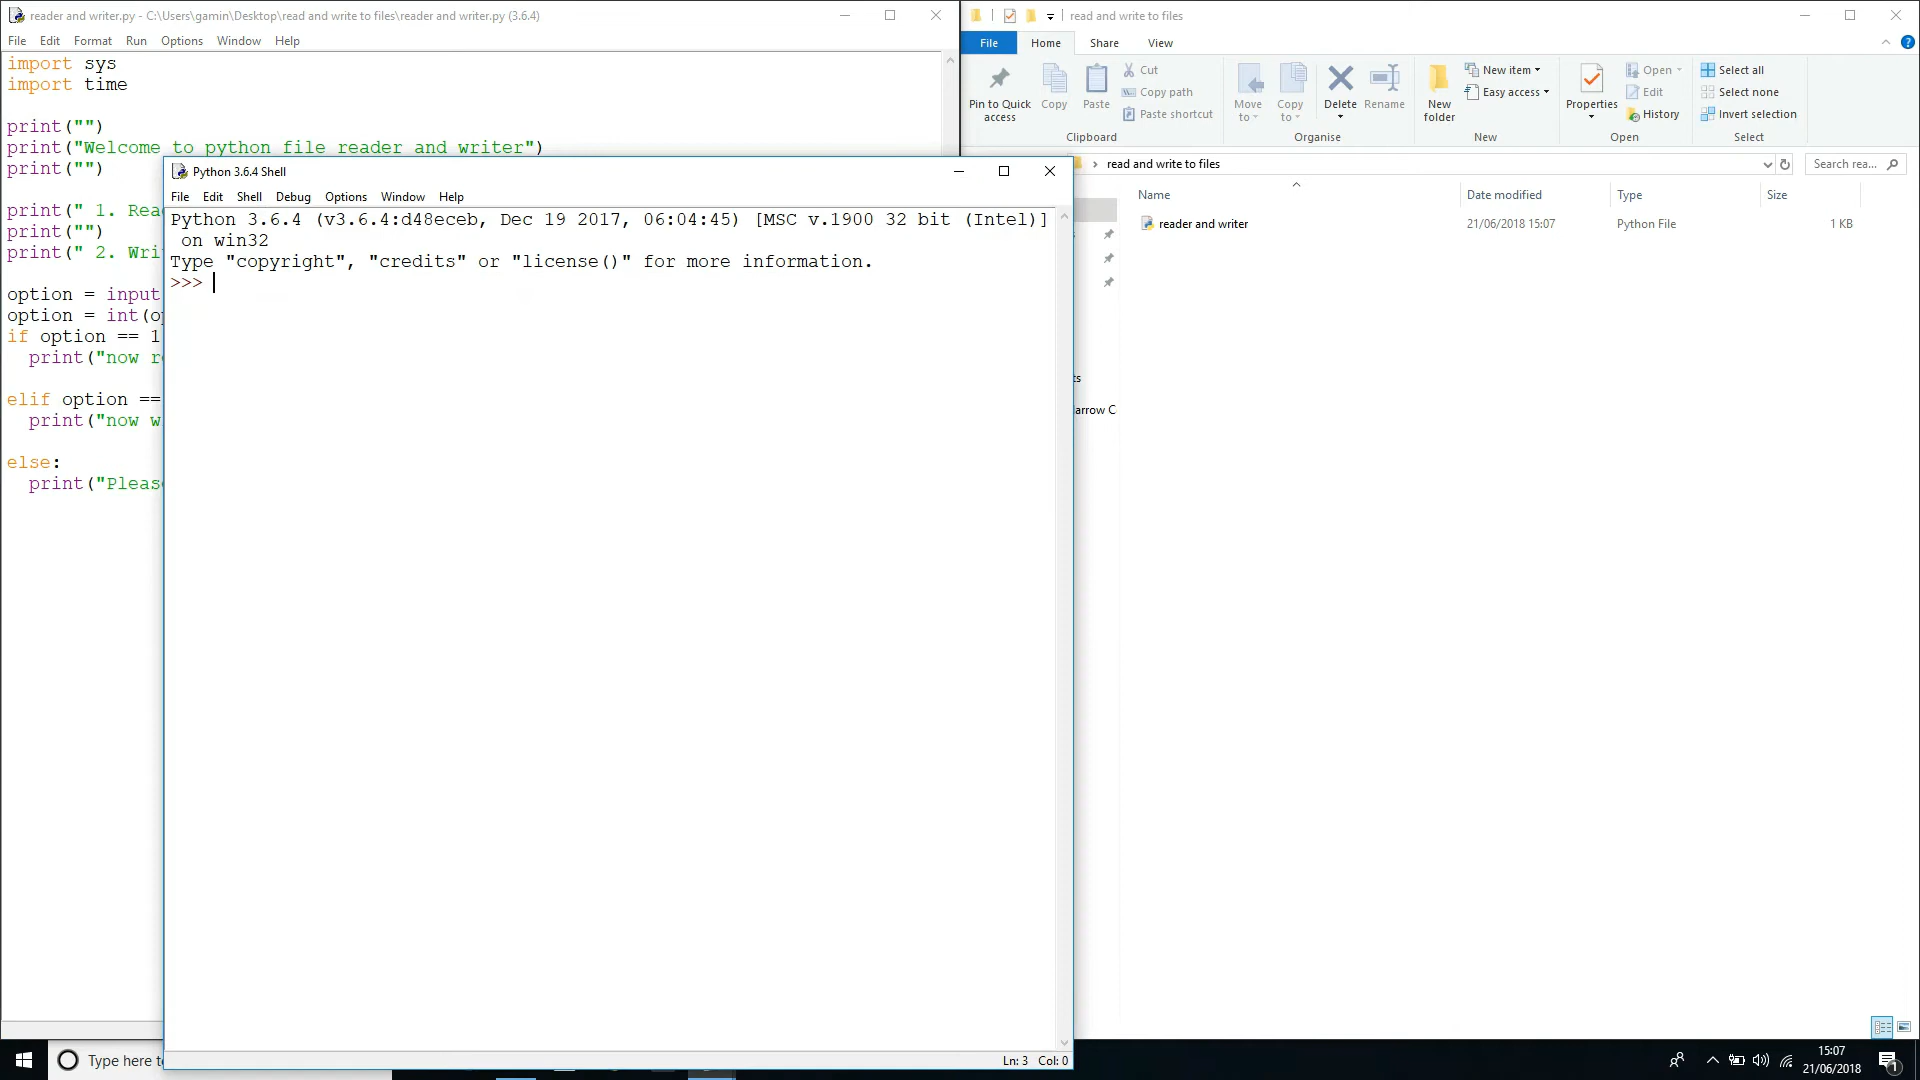 reader and writer.py - C:\Users\gamin\Desktop\read and write to files\reader and writer.py (3.6.4)
File Edit Format Run Options Window Help
import sys
import time
print("")
print("Welcome to python file reader and writer")
print("")
print(" 1. Rea
print("")
print(" 2. Wri
option = input
option = int(o
if option == 1
print("now r
elif option ==
print("now w
else:
print("Pleas
Python 3.6.4 Shell
File Edit Shell Debug Options Window Help
Python 3.6.4 (v3.6.4:d48eceb, Dec 19 2017, 06:04:45) [MSC v.1900 32 bit (Intel)]
on win32
Type "copyright", "credits" or "license()" for more information.
>>>
Ln: 3 Col: 0
read and write to files
File Home Share View
Pin to Quick access
Copy
Paste
Cut
Copy path
Paste shortcut
Clipboard
Move to
Copy to
Delete
Rename
Organise
New folder
New item
Easy access
New
Properties
Open
Edit
History
Open
Select all
Select none
Invert selection
Select
read and write to files
Search rea...
Name Date modified Type Size
reader and writer 21/06/2018 15:07 Python File 1 KB
ts
arrow C
Type here t
15:07
21/06/2018
1